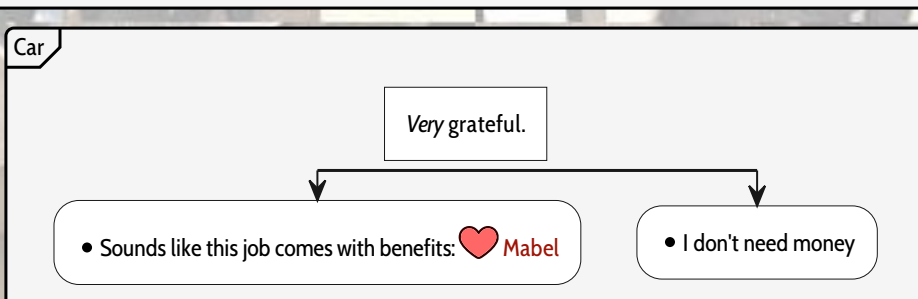 Car
Very grateful.
• Sounds like this job comes with benefits: ❤ Mabel
• I don't need money